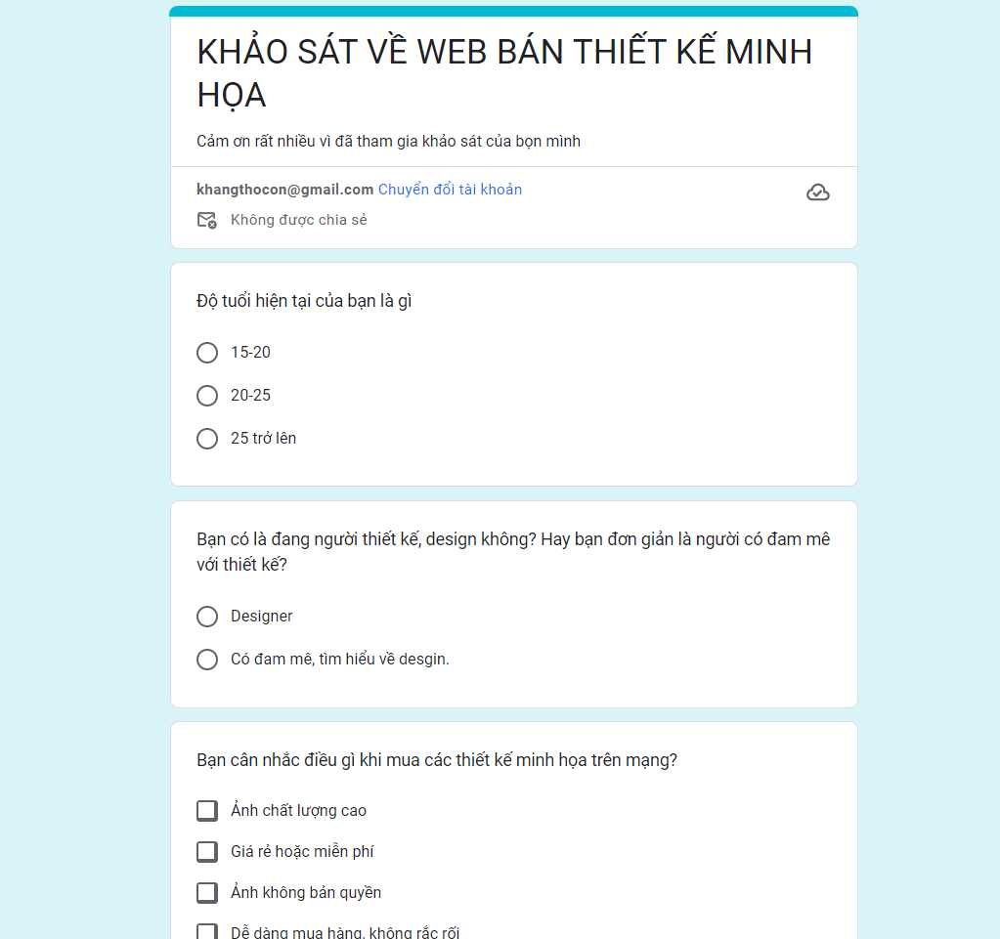 KHẢO SÁT VỀ WEB BÁN THIẾT KẾ MINH
HỌA
Cảm ơn rất nhiều vì đã tham gia khảo sát của bọn mình
khangthocon@gmail.com Chuyển đổi tài khoản
Không được chia sẻ
Độ tuổi hiện tại của bạn là gì
15-20
20-25
25 trở lên
Bạn có là đang người thiết kế, design không? Hay bạn đơn giản là người có đam mê
với thiết kế?
Designer
Có đam mê, tìm hiểu về desgin.
Bạn cân nhắc điều gì khi mua các thiết kế minh họa trên mạng?
Ảnh chất lượng cao
Giá rẻ hoặc miễn phí
Ảnh không bản quyền
Dễ dàng mua hàng, không rắc rối